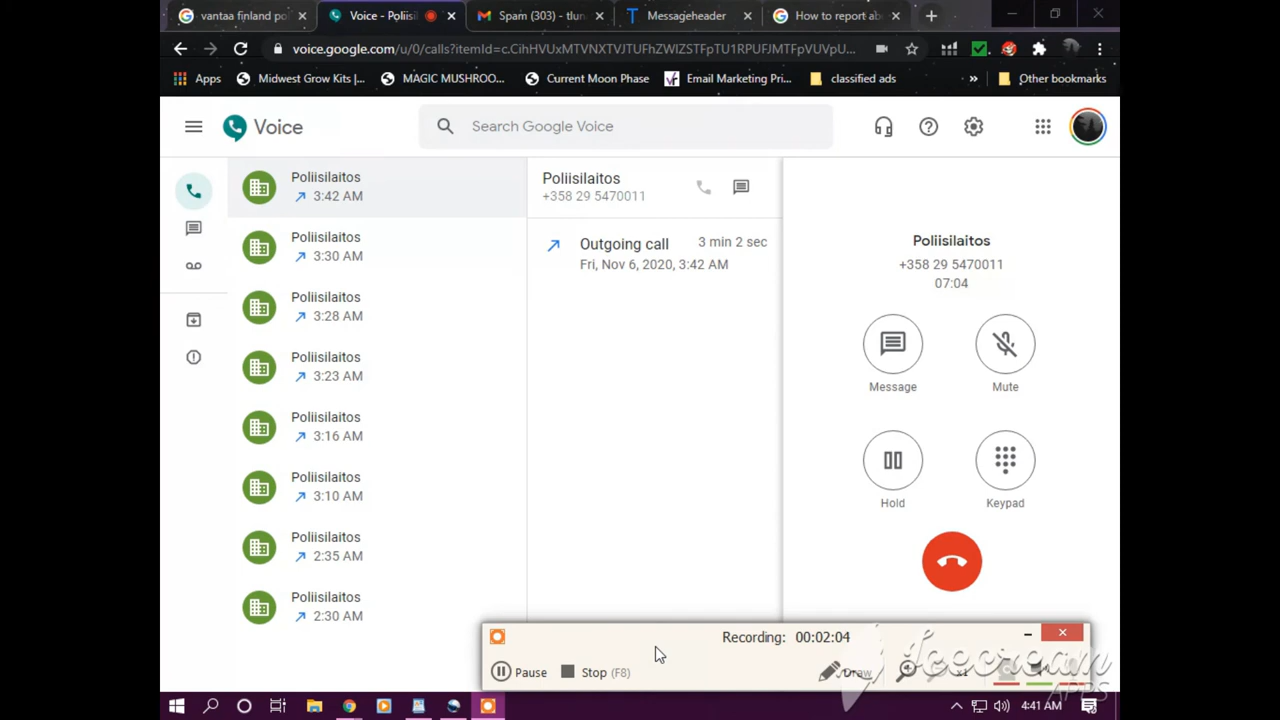 vantaa finland po
Voice - Poliisi
Spam (303) - tlun
Messageheader
How to report ab
voice.google.com/u/0/calls?itemId=c.CihHVUxMTVNXTVJTUFhZWlZSTFpTU1RPUFJMTFpVUVpU...
Apps
Midwest Grow Kits |...
MAGIC MUSHROO...
Current Moon Phase
Email Marketing Pri...
classified ads
»
Other bookmarks
Voice
Search Google Voice
Poliisilaitos
3:42 AM
Poliisilaitos
3:30 AM
Poliisilaitos
3:28 AM
Poliisilaitos
3:23 AM
Poliisilaitos
3:16 AM
Poliisilaitos
3:10 AM
Poliisilaitos
2:35 AM
Poliisilaitos
2:30 AM
Poliisilaitos
+358 29 5470011
Outgoing call 3 min 2 sec
Fri, Nov 6, 2020, 3:42 AM
Poliisilaitos
+358 29 5470011
07:04
Message
Mute
Hold
Keypad
Recording: 00:02:04
Pause
Stop (F8)
Draw
x1
Icecream
APPS
4:41 AM